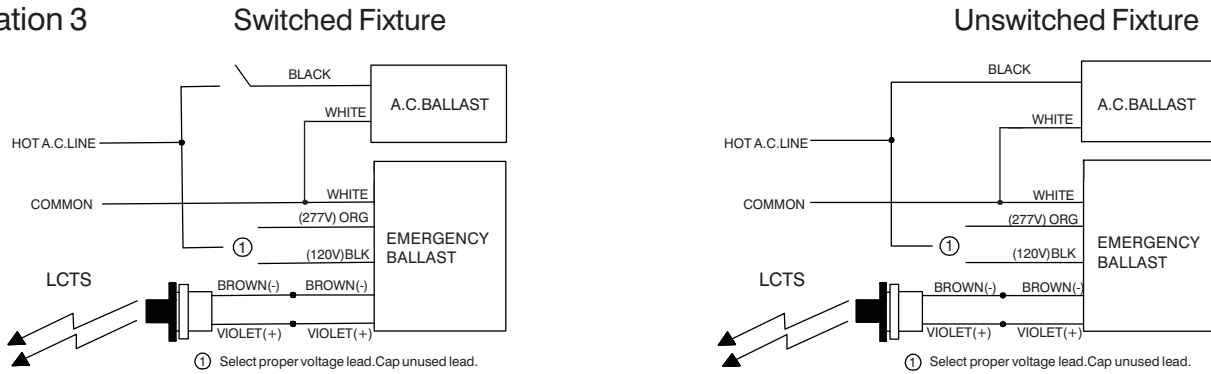 ation 3
Switched Fixture
BLACK
A.C.BALLAST
WHITE
HOT A.C.LINE
COMMON
WHITE
(277V) ORG
1
EMERGENCY
BALLAST
(120V)BLK
LCTS
BROWN(-) BROWN(-)
VIOLET(+) VIOLET(+)
1 Select proper voltage lead.Cap unused lead.
Unswitched Fixture
BLACK
A.C.BALLAST
WHITE
HOT A.C.LINE
COMMON
WHITE
(277V) ORG
1
EMERGENCY
BALLAST
(120V)BLK
LCTS
BROWN(-) BROWN(-)
VIOLET(+) VIOLET(+)
1 Select proper voltage lead.Cap unused lead.